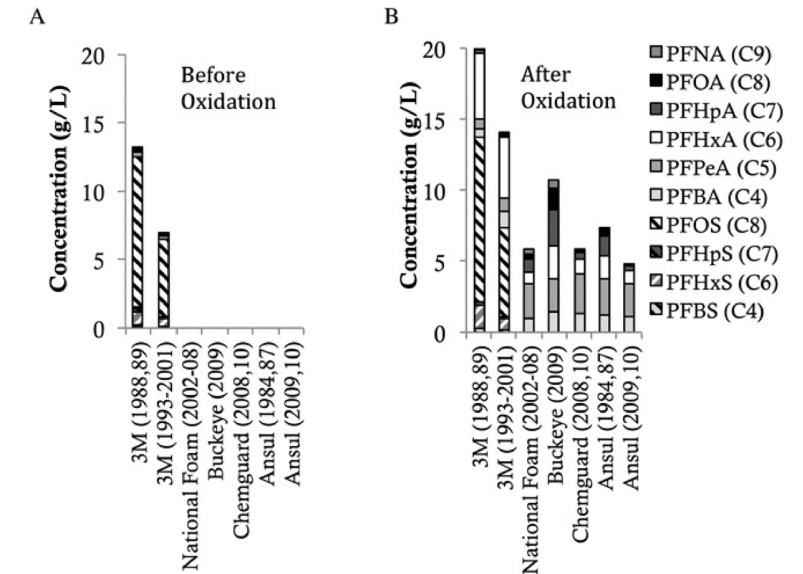 A
Concentration (g/L)
20
15
10
5
0
Before
Oxidation
3M (1988,89)
3M (1993-2001)
National Foam (2002-08)
Buckeye (2009)
Chemguard (2008,10)
Ansul (1984,87)
Ansul (2009,10)
B
Concentration (g/L)
20
15
10
5
0
After
Oxidation
3M (1988,89)
3M (1993-2001)
National Foam (2002-08)
Buckeye (2009)
Chemguard (2008,10)
Ansul (1984,87)
Ansul (2009,10)
PFNA (C9)
PFOA (C8)
PFHpA (C7)
PFHxA (C6)
PFPeA (C5)
PFBA (C4)
PFOS (C8)
PFHpS (C7)
PFHxS (C6)
PFBS (C4)